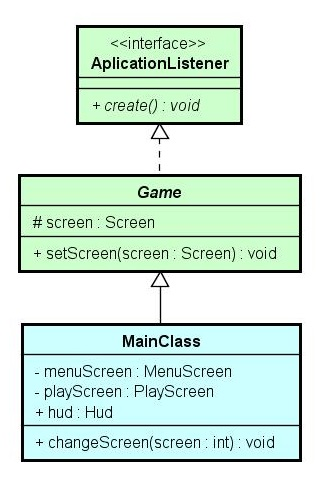 <<interface>>
AplicationListener
+ create() : void
Game
# screen : Screen
+ setScreen(screen : Screen) : void
MainClass
- menuScreen : MenuScreen
- playScreen : PlayScreen
+ hud : Hud
+ changeScreen(screen : int) : void